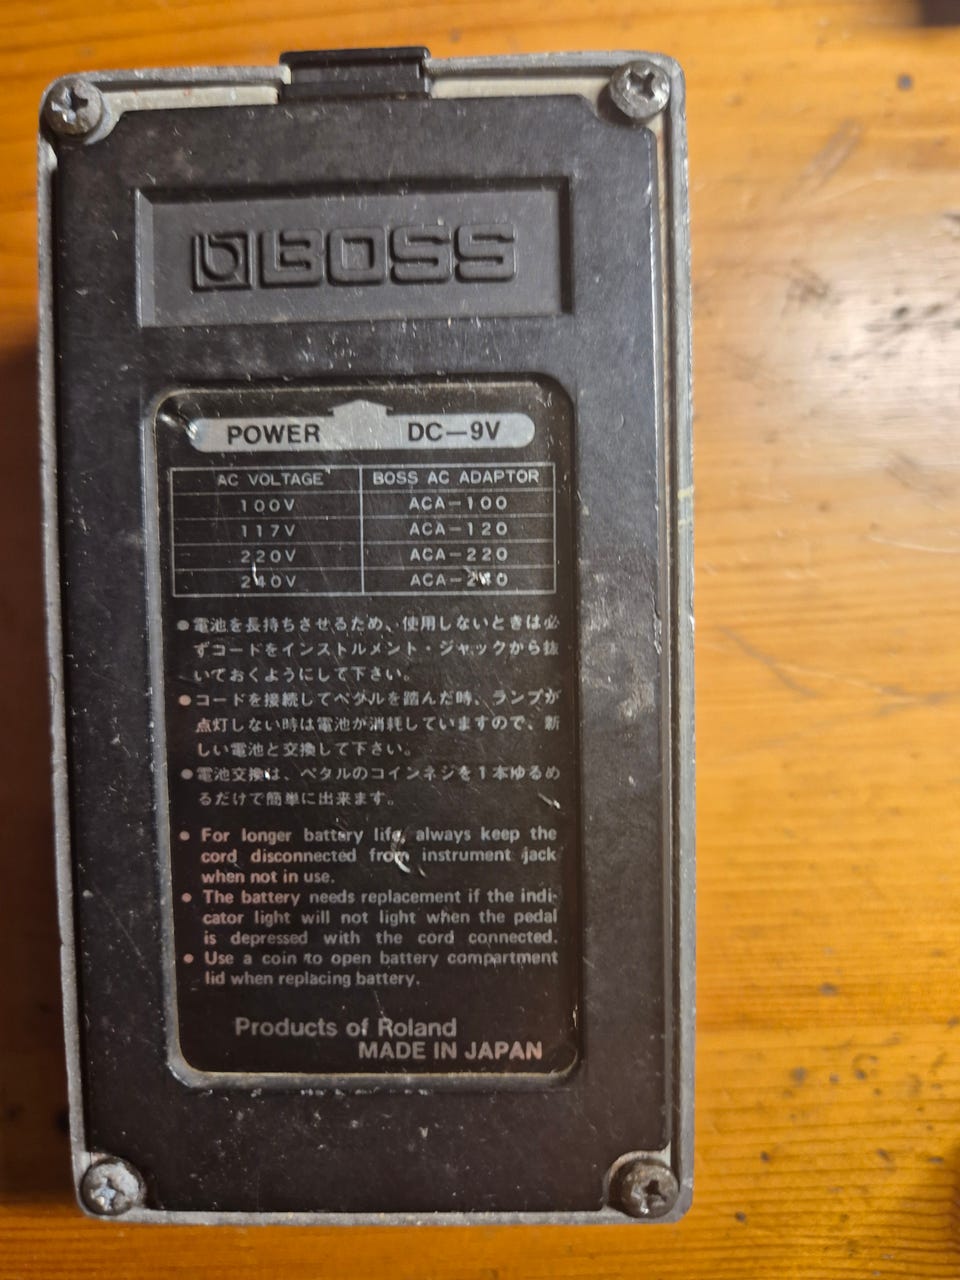 BOSS
POWER DC-9V
AC VOLTAGE BOSS AC ADAPTOR
100V ACA-100
117V ACA-120
220V ACA-220
240V ACA-240
●電池を長持ちさせるため、使用しないときは必
ずコードをインストルメント・ジャックから抜
いておくようにして下さい。
●コードを接続してペダルを踏んだ時、ランプが
点灯しない時は電池が消耗していますので、新
しい電池と交換して下さい。
●電池交換は、ペダルのコインネジを1本ゆるめ
るだけで簡単に出来ます。
● For longer battery life, always keep the
cord disconnected from instrument jack
when not in use.
● The battery needs replacement if the indi-
cator light will not light when the pedal
is depressed with the cord connected.
● Use a coin to open battery compartment
lid when replacing battery.
Products of Roland
MADE IN JAPAN